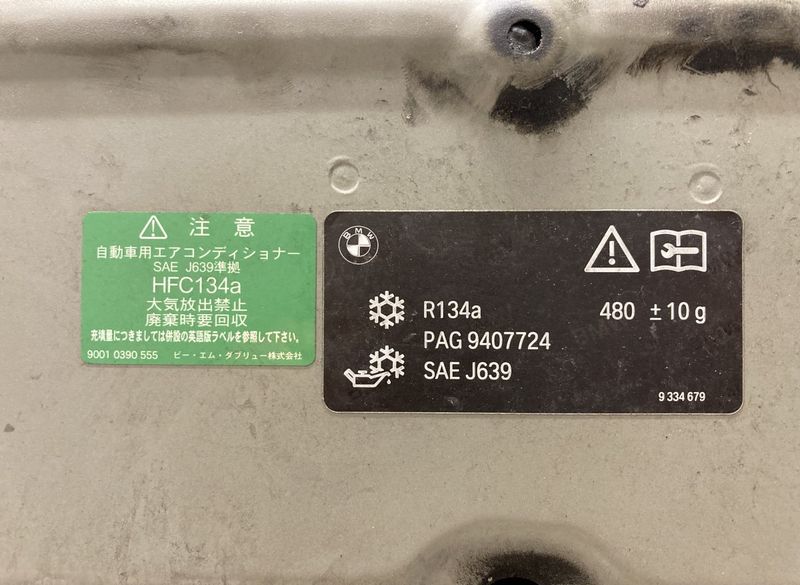 注 意
自動車用エアコンディショナー
SAE J639準拠
HFC134a
大気放出禁止
廃棄時要回収
充填量につきましては併設の英語版ラベルを参照して下さい。
9001 0390 555 ビー・エム・ダブリュー株式会社
BMW
R134a 480 ± 10 g
PAG 9407724
SAE J639
9 334 679